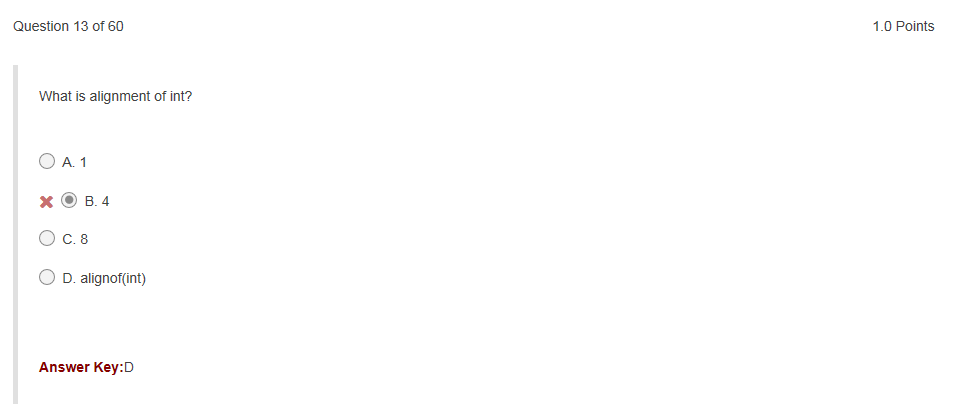 Question 13 of 60
1.0 Points
What is alignment of int?
A. 1
B. 4
C. 8
D. alignof(int)
Answer Key:D